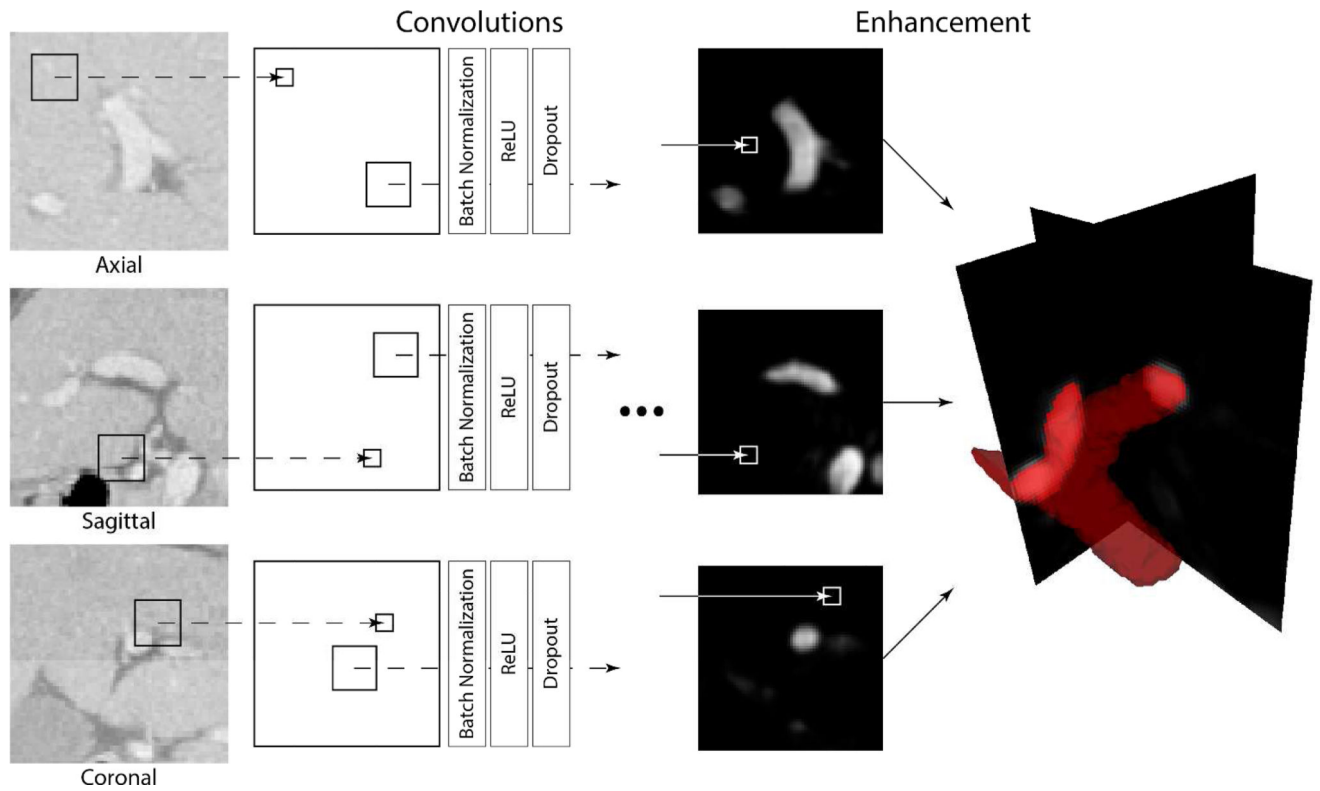 Convolutions
Enhancement
Axial
Batch Normalization
ReLU
Dropout
Sagittal
Batch Normalization
ReLU
Dropout
Coronal
Batch Normalization
ReLU
Dropout